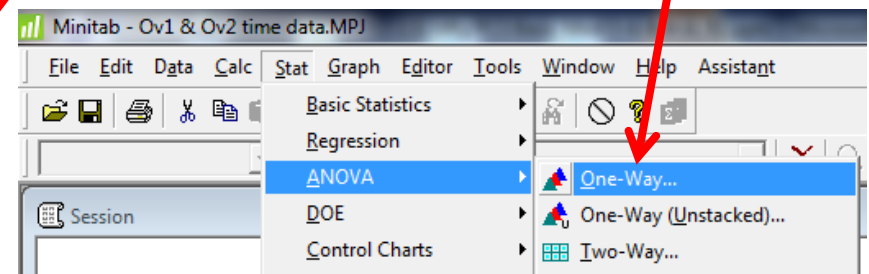 Minitab - Ov1 & Ov2 time data.MPJ
File Edit Data Calc Stat Graph Editor Tools Window Help Assistant
Basic Statistics
Regression
ANOVA
One-Way...
Session
DOE
One-Way (Unstacked)...
Control Charts
Two-Way...